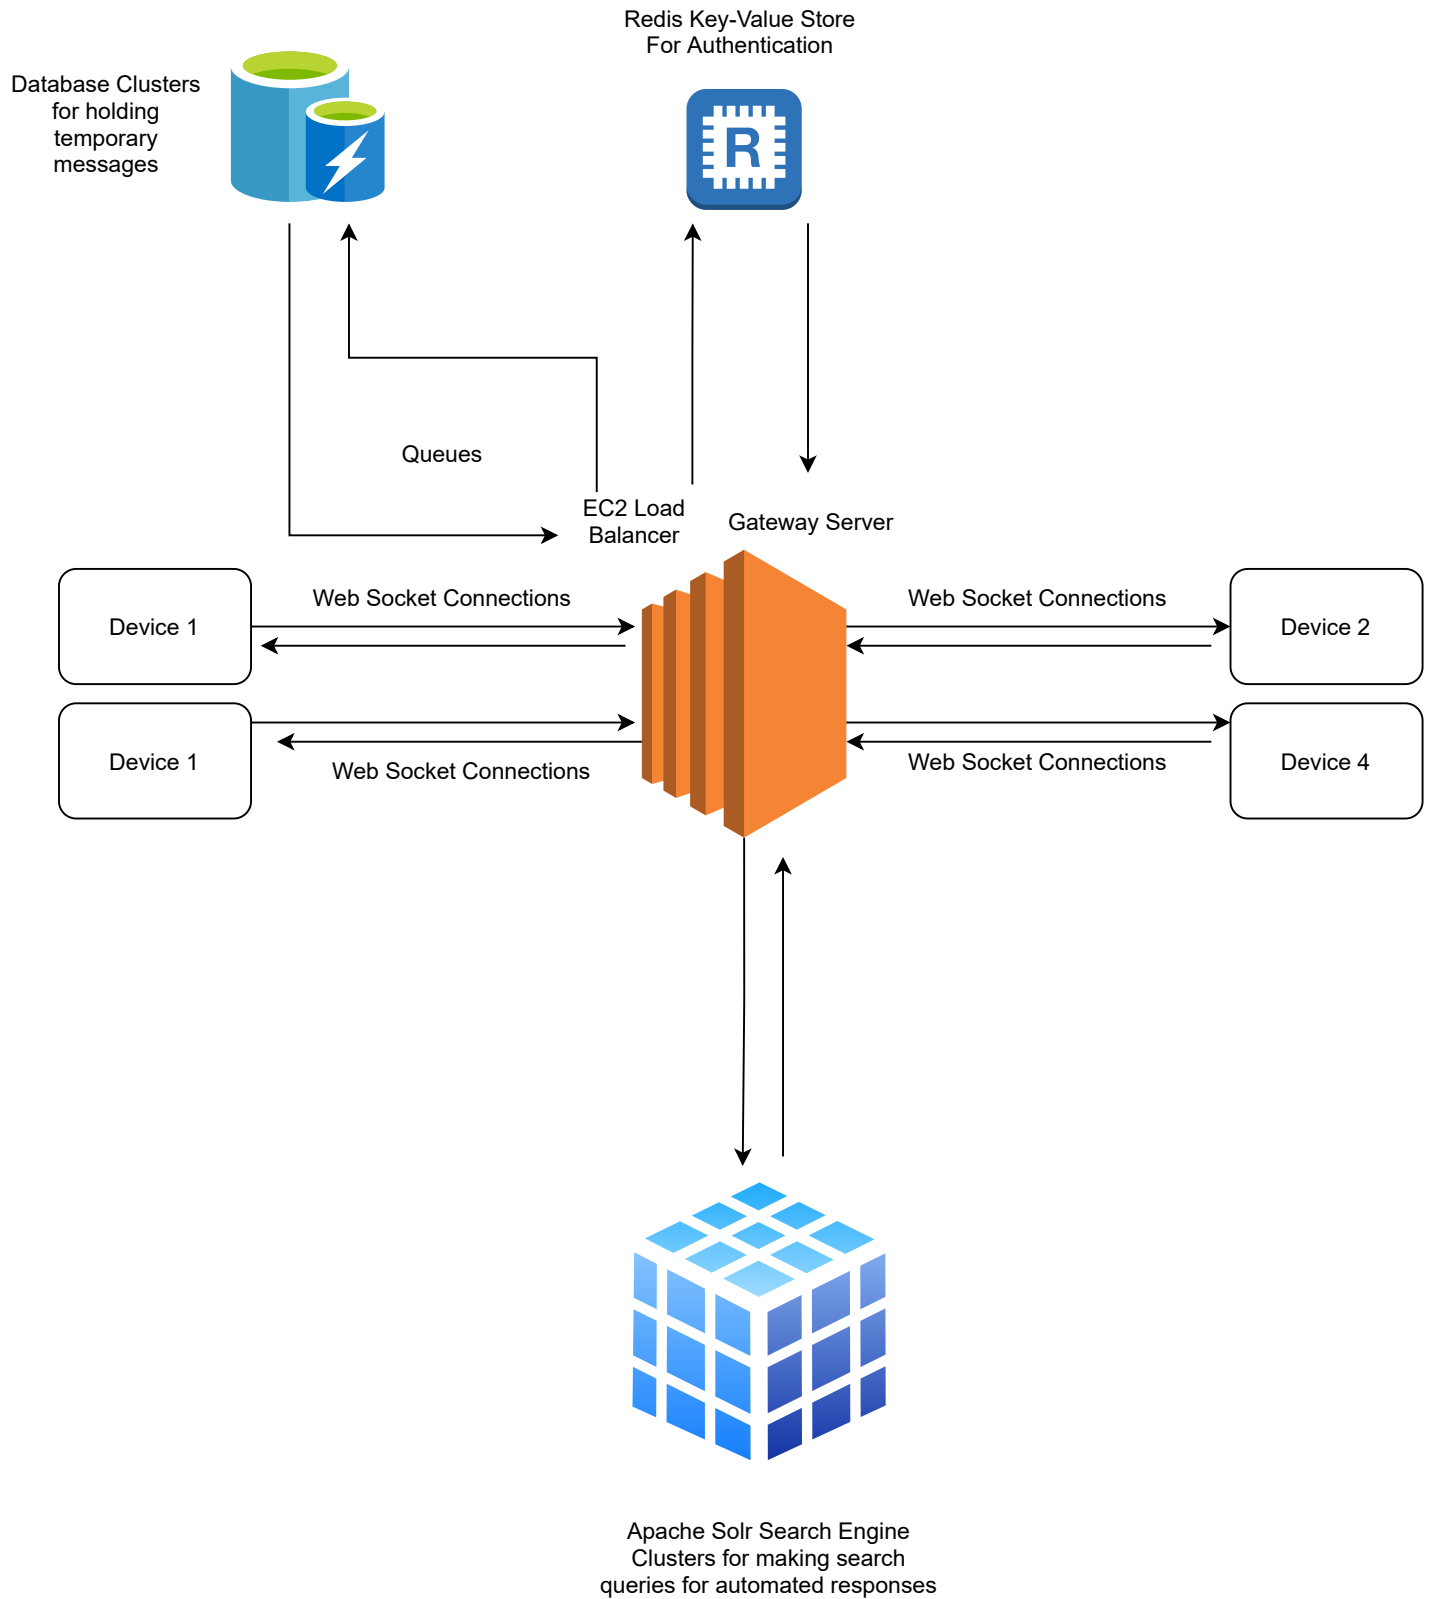 Redis Key-Value Store
For Authentication
Database Clusters
for holding
temporary
messages
R
Queues
EC2 Load
Balancer
Gateway Server
Device 1
Web Socket Connections
Web Socket Connections
Device 2
Device 1
Web Socket Connections
Web Socket Connections
Device 4
Apache Solr Search Engine
Clusters for making search
queries for automated responses